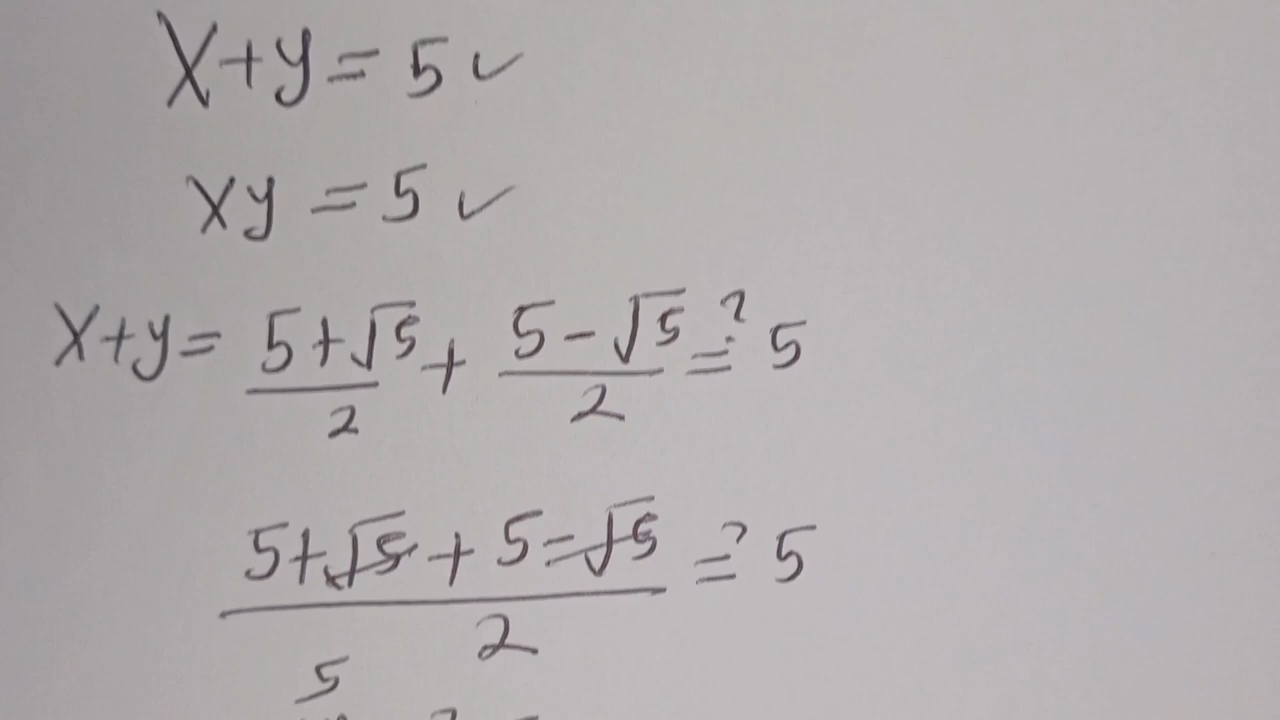 X+y = 5 ✓
xy = 5 ✓
X+y = (5+√5)/2 + (5-√5)/2 =? 5
(5+√5+5-√5)/2 =? 5
5